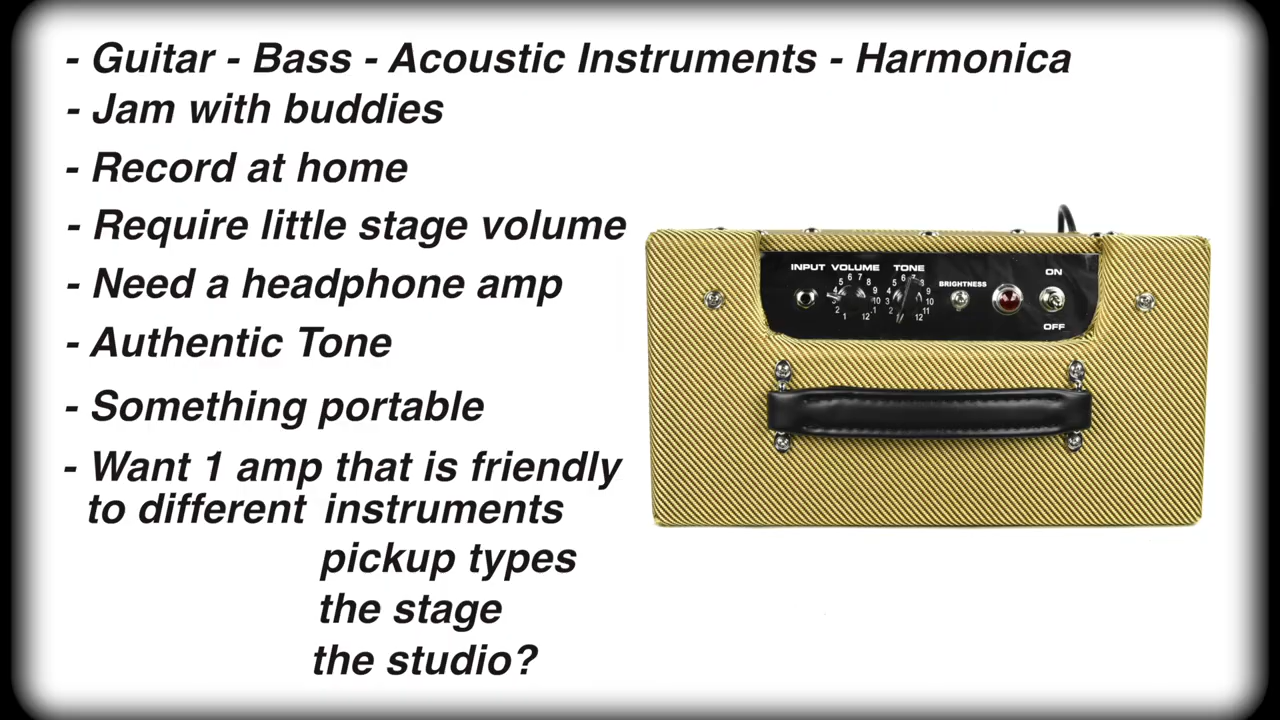 - Guitar - Bass - Acoustic Instruments - Harmonica
- Jam with buddies
- Record at home
- Require little stage volume
- Need a headphone amp
- Authentic Tone
- Something portable
- Want 1 amp that is friendly
to different instruments
pickup types
the stage
the studio?
INPUT VOLUME TONE
BRIGHTNESS
ON
OFF